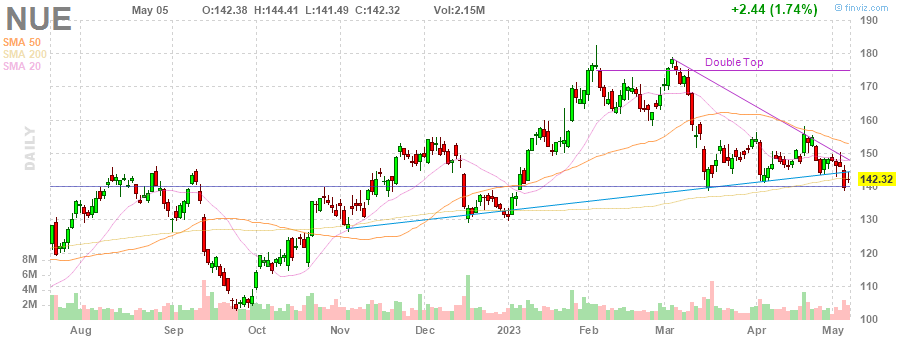 NUE May 05 O:142.38 H:144.41 L:141.49 C:142.32 Vol:2.15M +2.44 (1.74%) © finviz.com
SMA 50
SMA 200
SMA 20
DAILY
Double Top
190
180
170
160
150
142.32
140
130
120
110
100
8M
6M
4M
2M
Aug Sep Oct Nov Dec 2023 Feb Mar Apr May